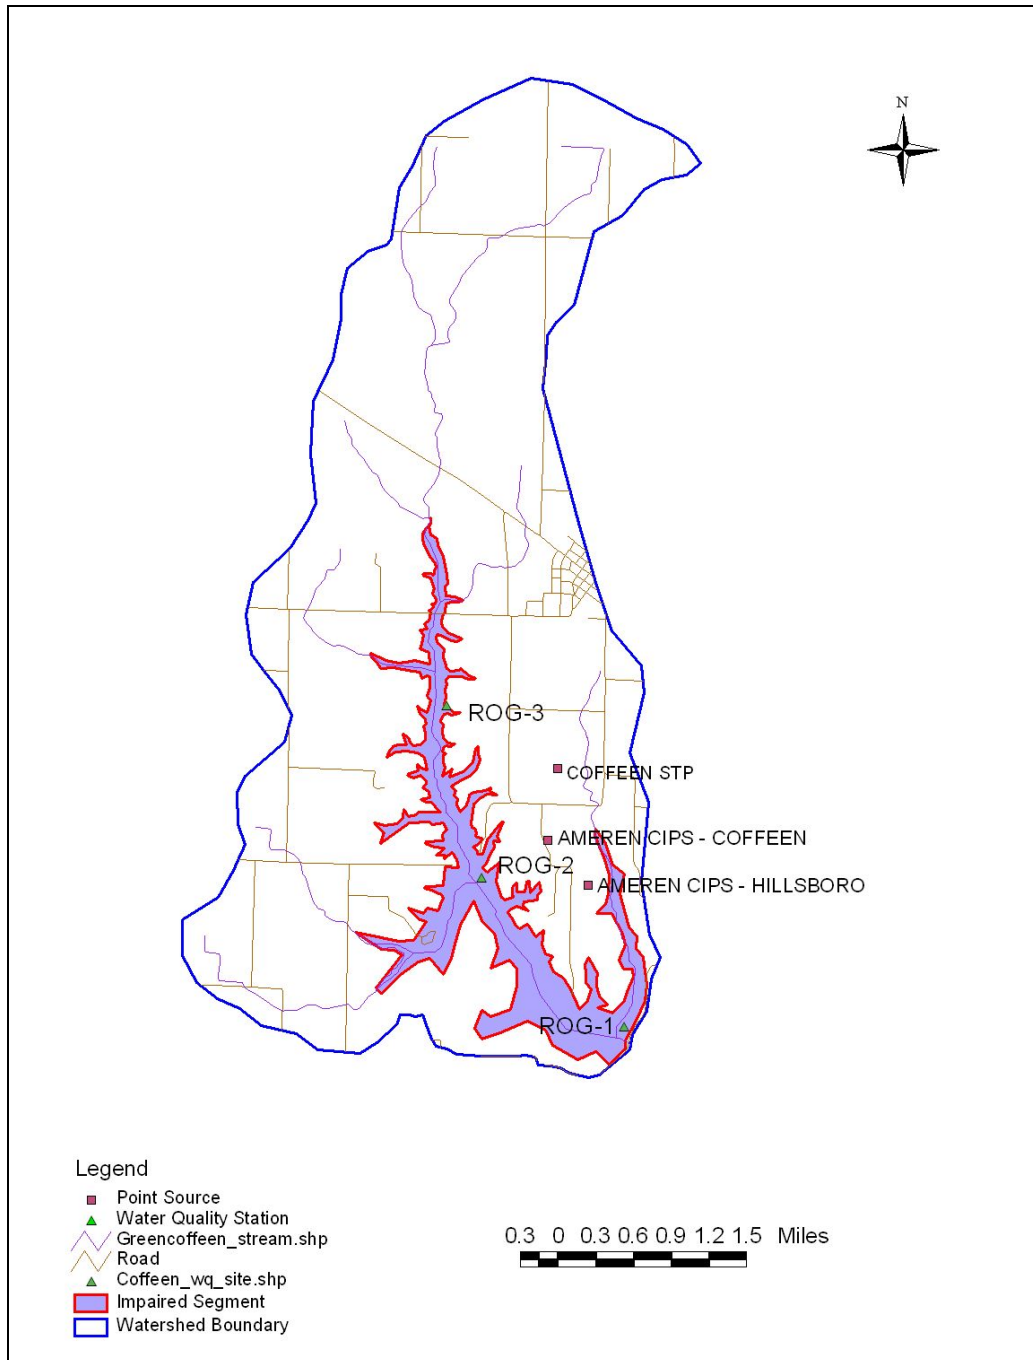 N
ROG-3
COFFEEN STP
AMEREN CIPS - COFFEEN
ROG-2
AMEREN CIPS - HILLSBORO
ROG-1
Legend
Point Source
Water Quality Station
Greencoffeen_stream.shp
Road
Coffeen_wq_site.shp
Impaired Segment
Watershed Boundary
0.3 0 0.3 0.6 0.9 1.2 1.5 Miles